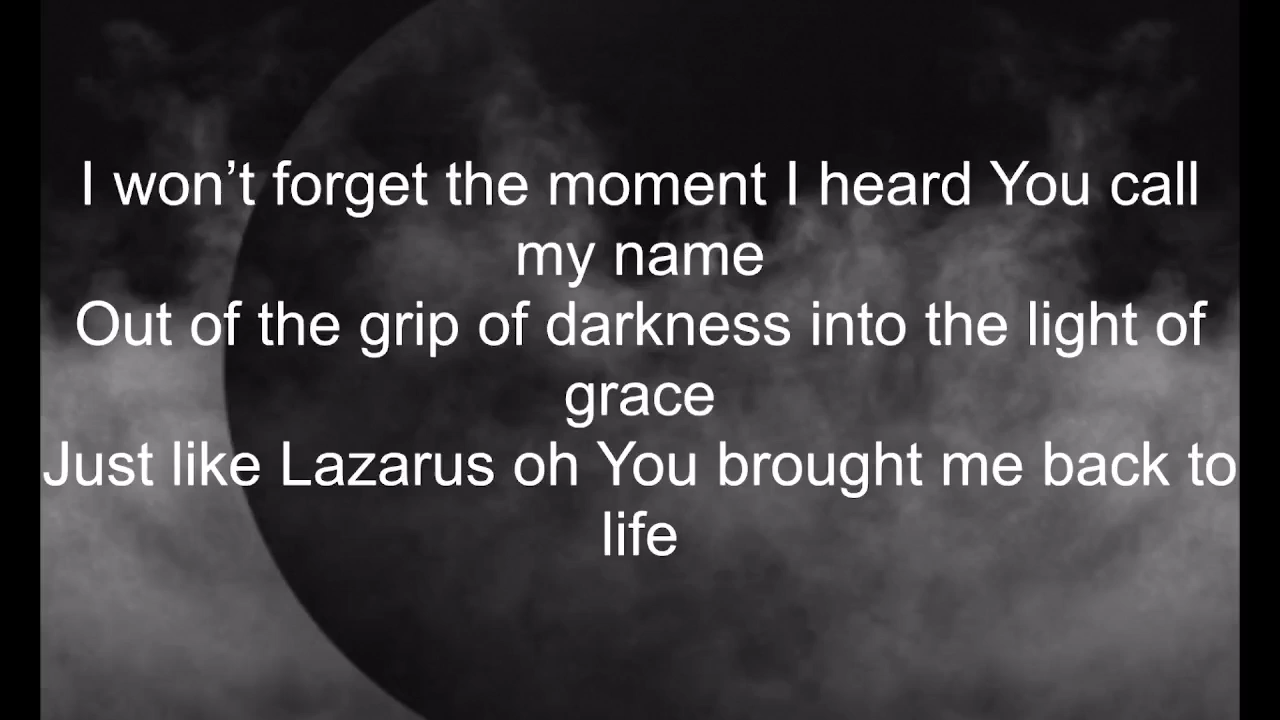 I won’t forget the moment I heard You call
my name
Out of the grip of darkness into the light of
grace
Just like Lazarus oh You brought me back to
life